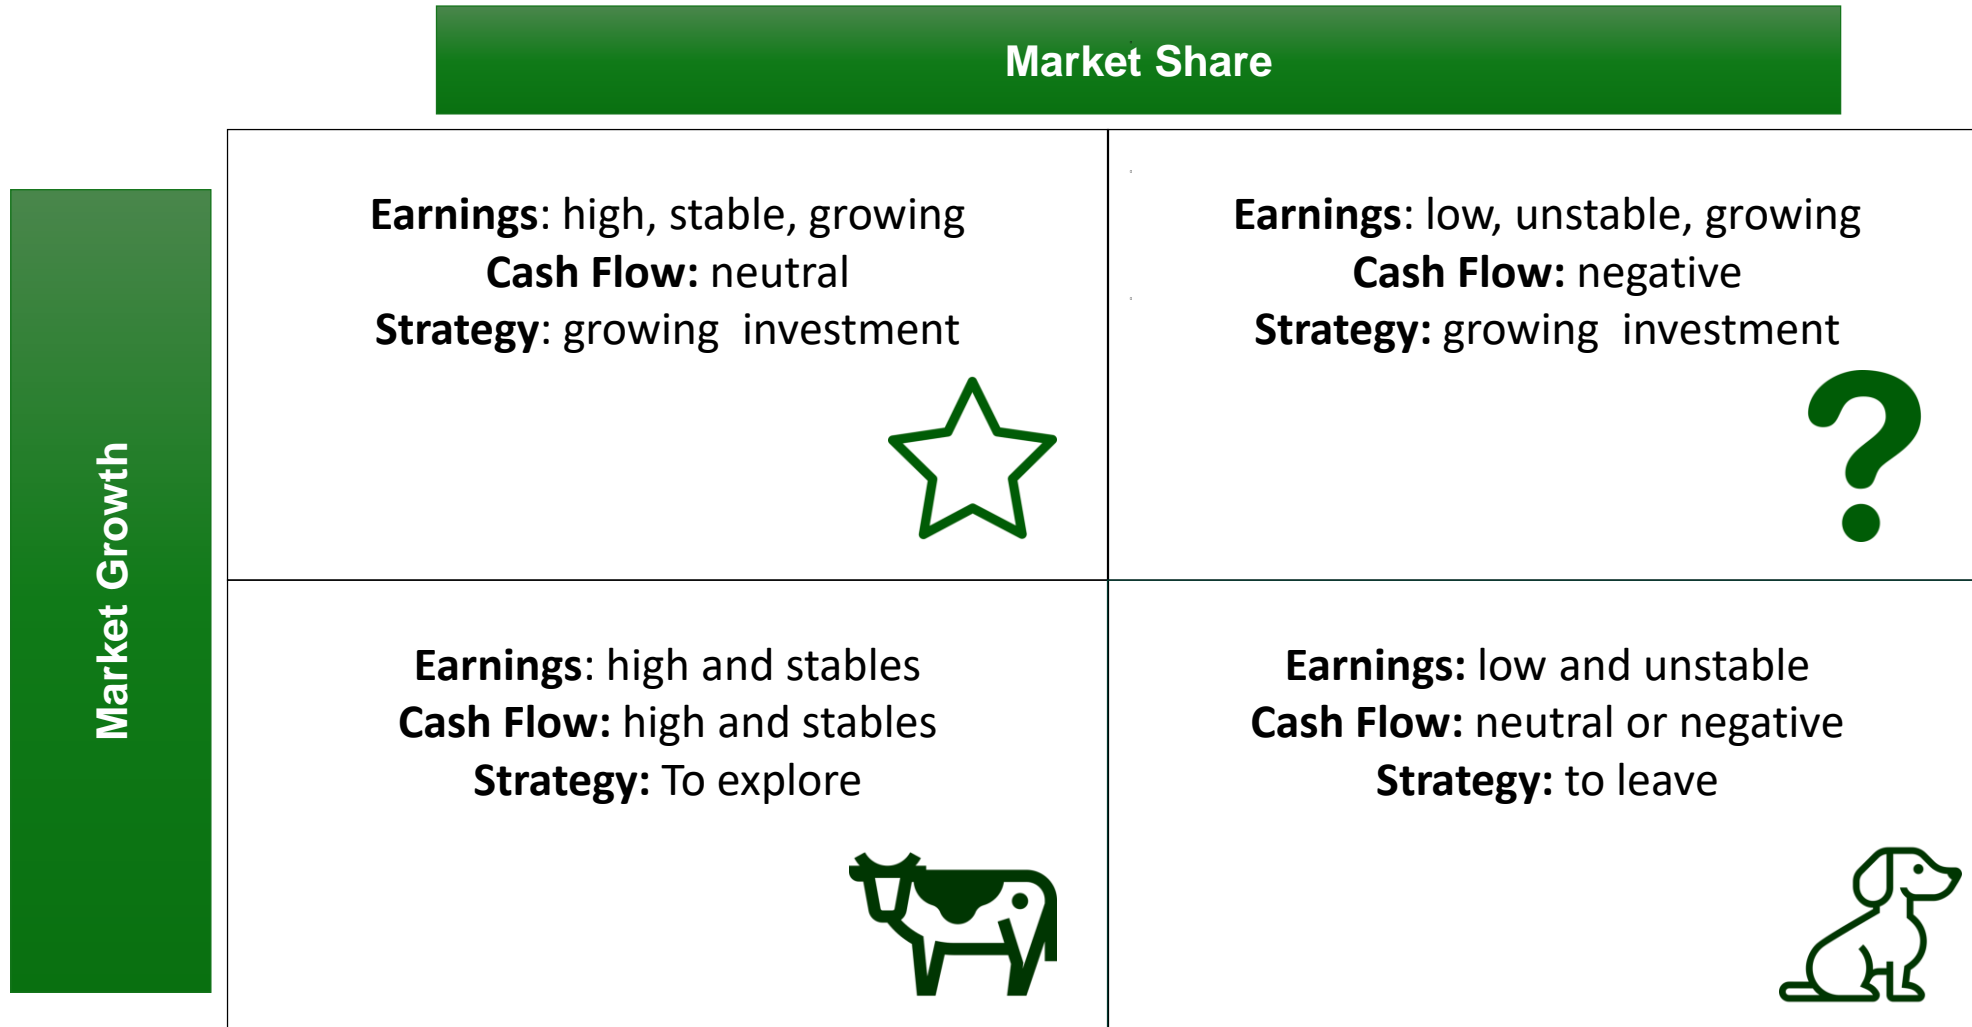 Market Share
Market Growth
Earnings: high, stable, growing
Cash Flow: neutral
Strategy: growing  investment
Earnings: low, unstable, growing
Cash Flow: negative
Strategy: growing  investment
?
Earnings: high and stables
Cash Flow: high and stables
Strategy: To explore
Earnings: low and unstable
Cash Flow: neutral or negative
Strategy: to leave